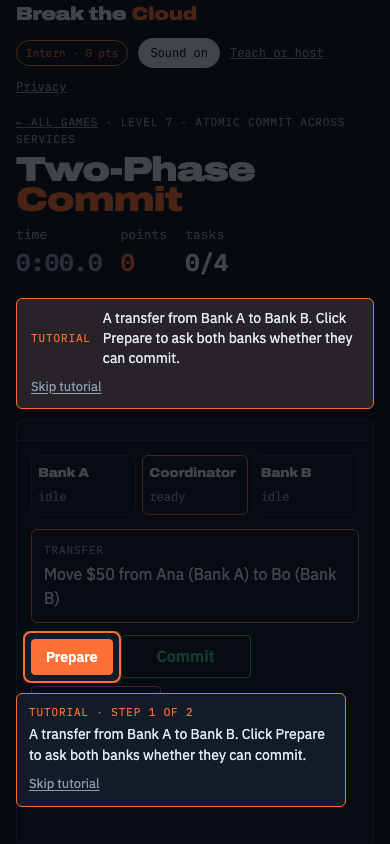 Break the Cloud
Intern · 0 pts
Sound on
Teach or host
Privacy
← ALL GAMES · LEVEL 7 · ATOMIC COMMIT ACROSS
SERVICES
Two-Phase
Commit
time
points
tasks
0:00.0
0
0/4
TUTORIAL
A transfer from Bank A to Bank B. Click
Prepare to ask both banks whether they
can commit.
Skip tutorial
Bank A
idle
Coordinator
ready
Bank B
idle
TRANSFER
Move $50 from Ana (Bank A) to Bo (Bank
B)
Prepare
Commit
TUTORIAL · STEP 1 OF 2
A transfer from Bank A to Bank B. Click Prepare
to ask both banks whether they can commit.
Skip tutorial